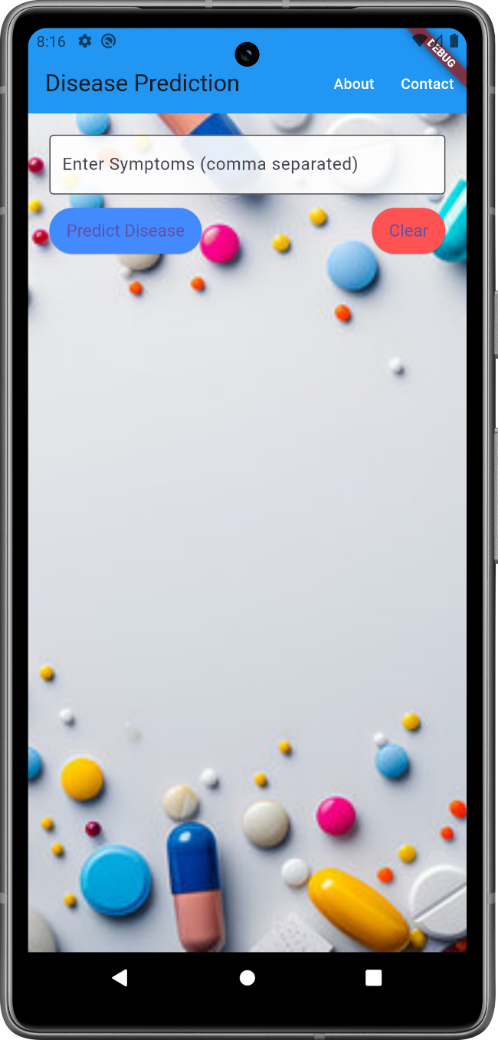 8:16
DEBUG
Disease Prediction
About
Contact
Enter Symptoms (comma separated)
Predict Disease
Clear